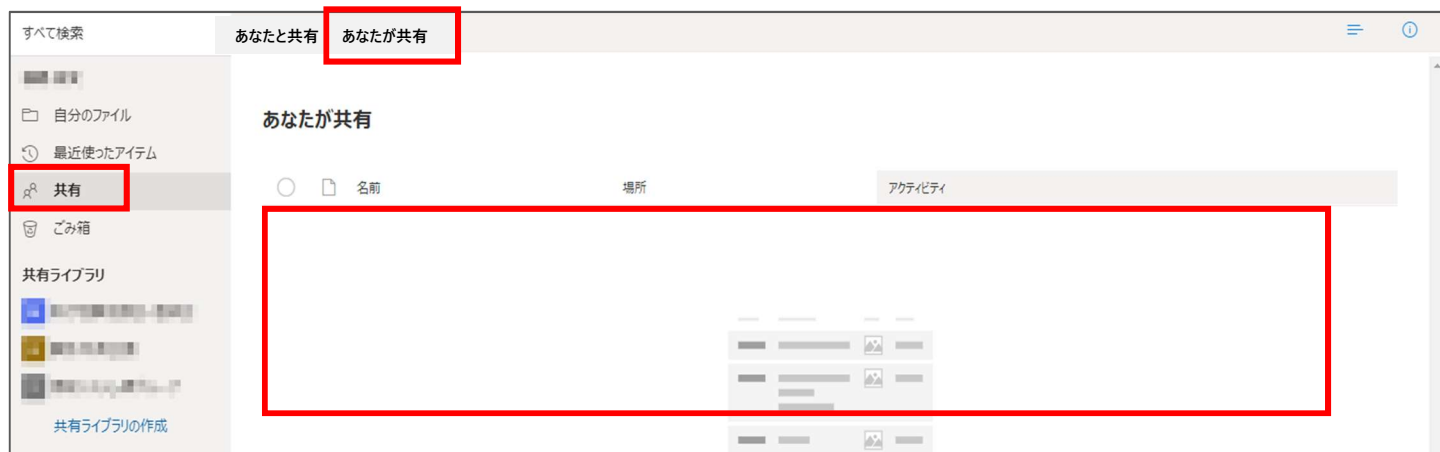 すべて検索
あなたと共有 あなたが共有
自分のファイル
最近使ったアイテム
共有
ごみ箱
共有ライブラリ
共有ライブラリの作成
あなたが共有
名前 場所 アクティビティ